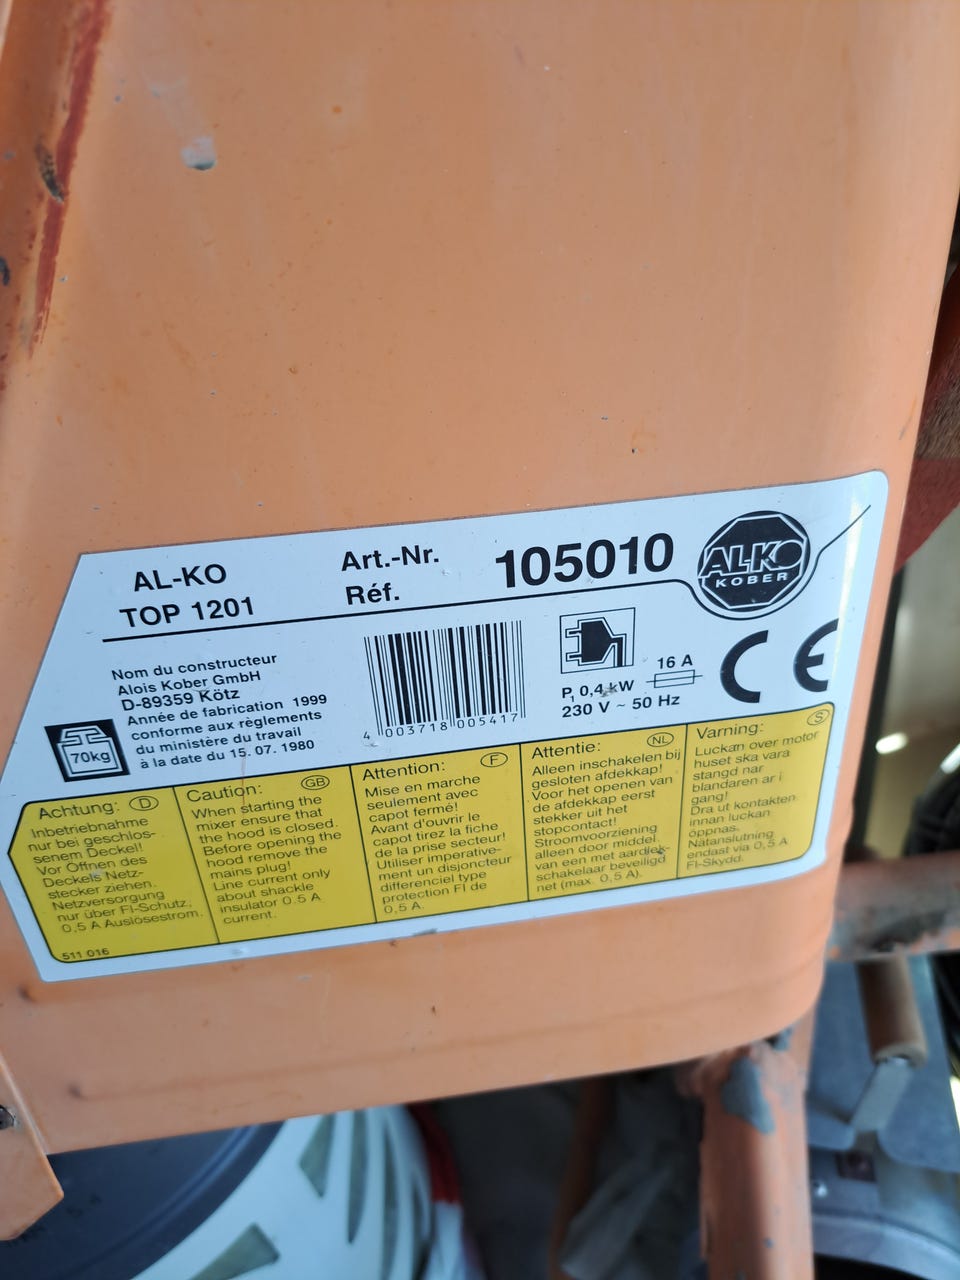 AL-KO
TOP 1201
Art.-Nr.
Réf.
105010
AL-KO
KOBER
Nom du constructeur
Alois Kober GmbH
D-89359 Kötz
Année de fabrication 1999
conforme aux règlements
du ministère du travail
à la date du 15. 07. 1980
70kg
4 003718 005417
16 A
P, 0,4 kW
230 V ~ 50 Hz
CE
Achtung: D
Inbetriebnahme
nur bei geschlos-
senem Deckel!
Vor Öffnen des
Deckels Netz-
stecker ziehen.
Netzversorgung
nur über FI-Schutz,
0,5 A Auslösestrom.
511 016
Caution: GB
When starting the
mixer ensure that
the hood is closed.
Before opening the
hood remove the
mains plug!
Line current only
about shackle
insulator 0.5 A
current.
Attention: F
Mise en marche
seulement avec
capot fermé!
Avant d'ouvrir le
capot tirez la fiche
de la prise secteur!
Utiliser imperative-
ment un disjoncteur
differenciel type
protection FI de
0,5 A.
Attentie: NL
Alleen inschakelen bij
gesloten afdekkap!
Voor het openen van
de afdekkap eerst
stekker uit het
stopcontact!
Stroomvoorziening
alleen door middel
van een met aardlek-
schakelaar beveiligd
net (max. 0,5 A).
Varning: S
Luckan over motor
huset ska vara
stangd nar
blandaren ar i
gang!
Dra ut kontakten
innan luckan
öppnas.
Nätanslutning
endast via 0,5 A
FI-Skydd.